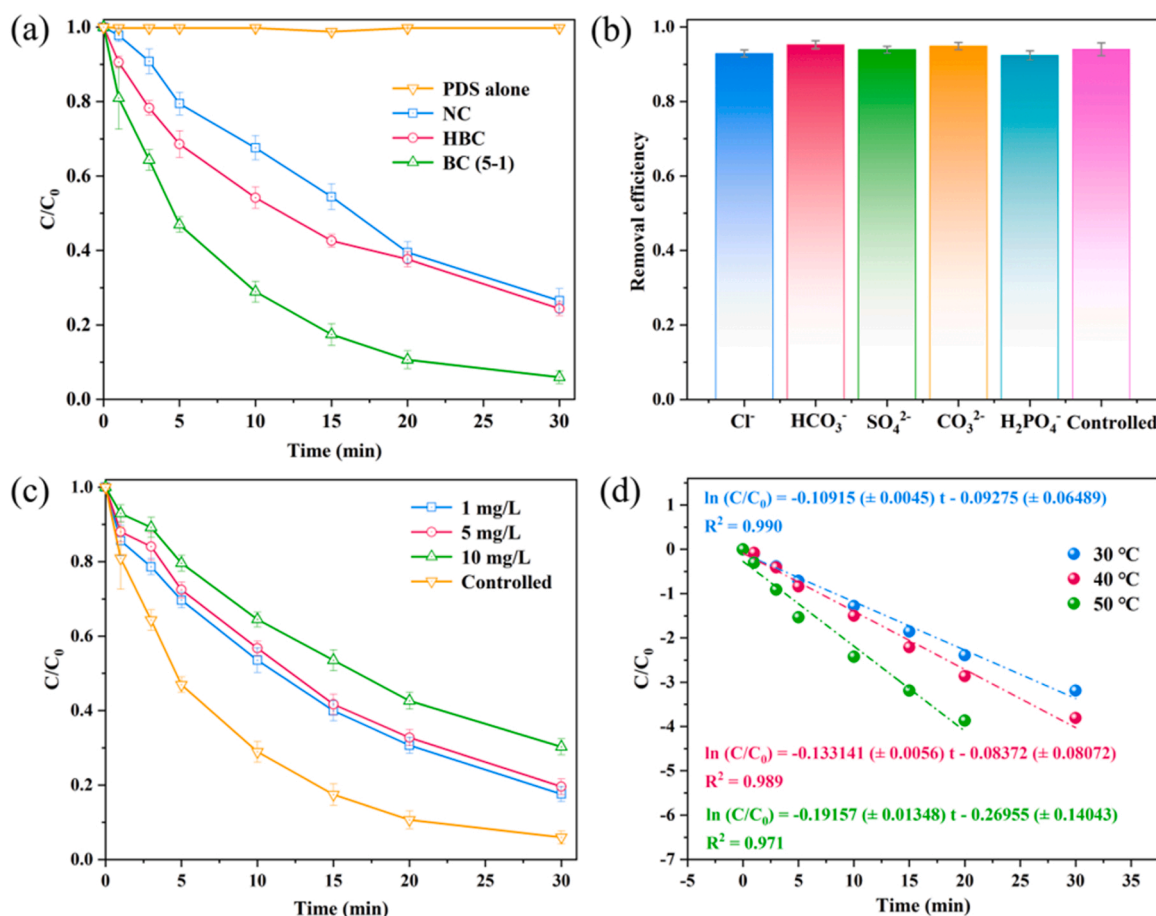 (a)
PDS alone
NC
HBC
BC (5-1)
C/C₀
1.0
0.8
0.6
0.4
0.2
0.0
0 5 10 15 20 25 30
Time (min)
(b)
Removal efficiency
1.0
0.8
0.6
0.4
0.2
0.0
Cl⁻ HCO₃⁻ SO₄²⁻ CO₃²⁻ H₂PO₄⁻ Controlled
(c)
1 mg/L
5 mg/L
10 mg/L
Controlled
C/C₀
1.0
0.8
0.6
0.4
0.2
0.0
0 5 10 15 20 25 30
Time (min)
(d)
ln (C/C₀) = -0.10915 (± 0.0045) t - 0.09275 (± 0.06489)
R² = 0.990
30 °C
40 °C
50 °C
ln (C/C₀) = -0.133141 (± 0.0056) t - 0.08372 (± 0.08072)
R² = 0.989
ln (C/C₀) = -0.19157 (± 0.01348) t - 0.26955 (± 0.14043)
R² = 0.971
C/C₀
1
0
-1
-2
-3
-4
-5
-6
-7
-5 0 5 10 15 20 25 30 35
Time (min)